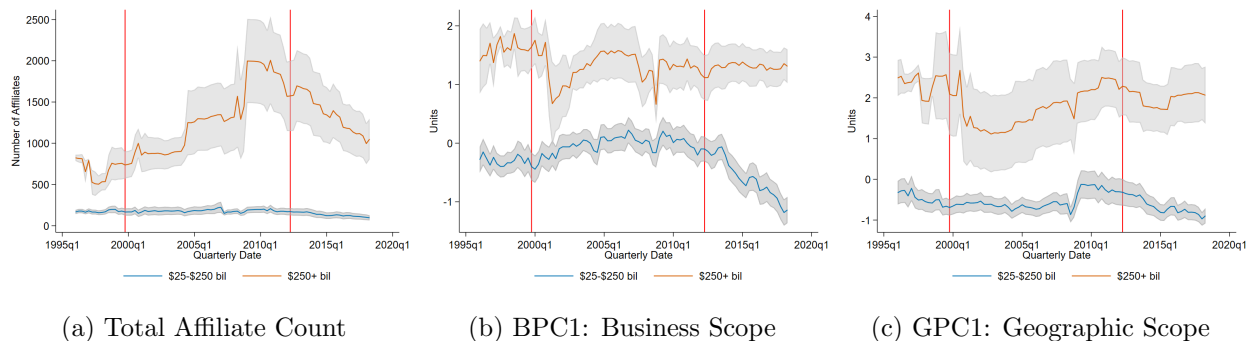 2500
2000
1500
1000
500
0
Number of Affiliates
1995q1 2000q1 2005q1 2010q1 2015q1 2020q1
Quarterly Date
$25-$250 bil $250+ bil
(a) Total Affiliate Count
2
1
0
-1
Units
1995q1 2000q1 2005q1 2010q1 2015q1 2020q1
Quarterly Date
$25-$250 bil $250+ bil
(b) BPC1: Business Scope
4
3
2
1
0
-1
Units
1995q1 2000q1 2005q1 2010q1 2015q1 2020q1
Quarterly Date
$25-$250 bil $250+ bil
(c) GPC1: Geographic Scope